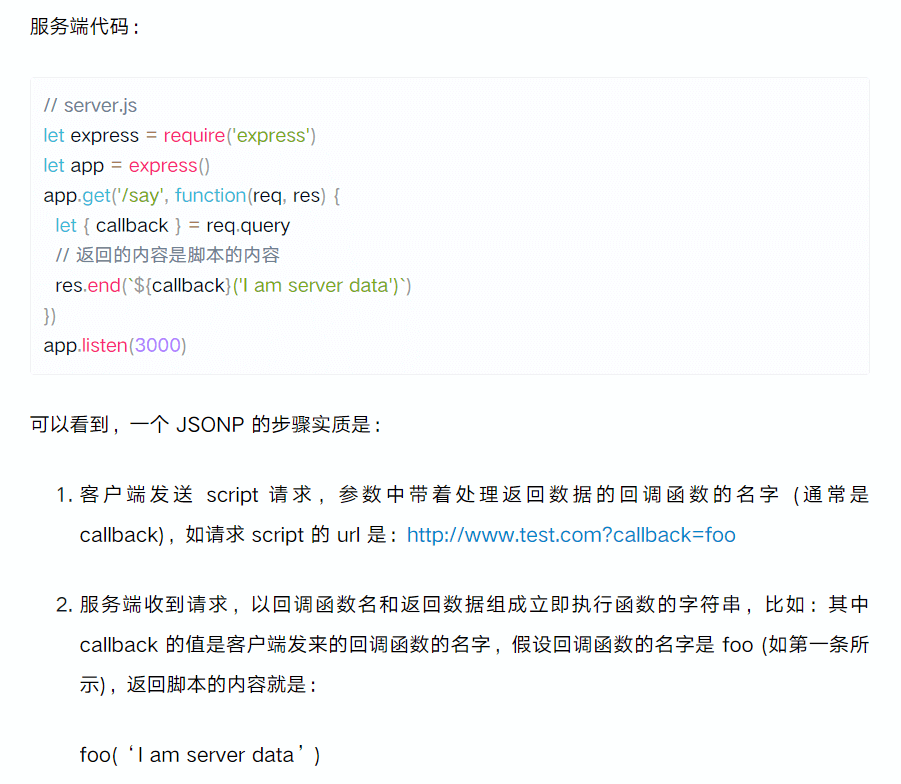 服务端代码：
// server.js
let express = require('express')
let app = express()
app.get('/say', function(req, res) {
  let { callback } = req.query
  // 返回的内容是脚本的内容
  res.end(`${callback}('I am server data')`)
})
app.listen(3000)
可以看到，一个 JSONP 的步骤实质是：
1. 客户端发送 script 请求，参数中带着处理返回数据的回调函数的名字 (通常是
callback)，如请求 script 的 url 是：http://www.test.com?callback=foo
2. 服务端收到请求，以回调函数名和返回数据组成立即执行函数的字符串，比如：其中
callback 的值是客户端发来的回调函数的名字，假设回调函数的名字是 foo (如第一条所
示)，返回脚本的内容就是：
foo(‘I am server data’)